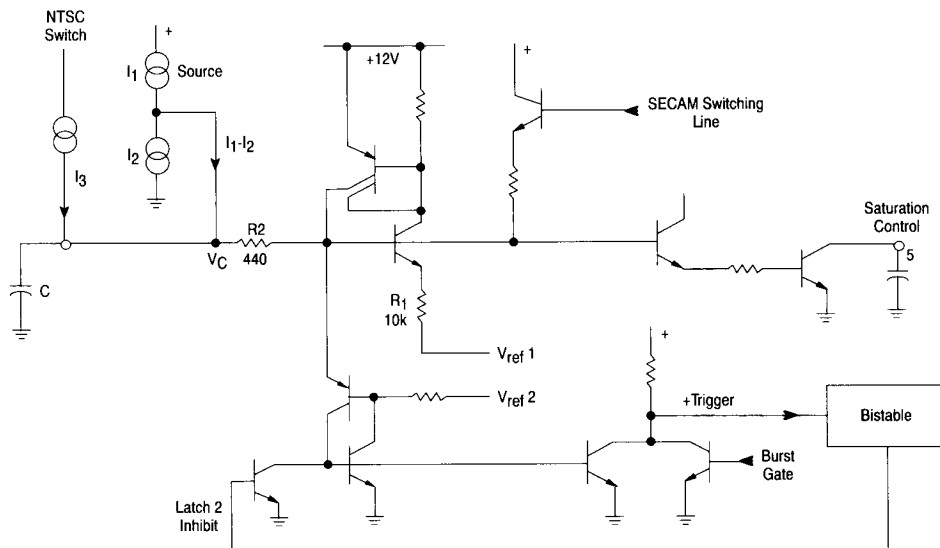 NTSC
Switch
+
I1
Source
I2
I1-I2
I3
C
VC
R2
440
+12V
R1
10k
Vref 1
Vref 2
+
SECAM Switching
Line
Saturation
Control
5
+
+Trigger
Bistable
Burst
Gate
Latch 2
Inhibit